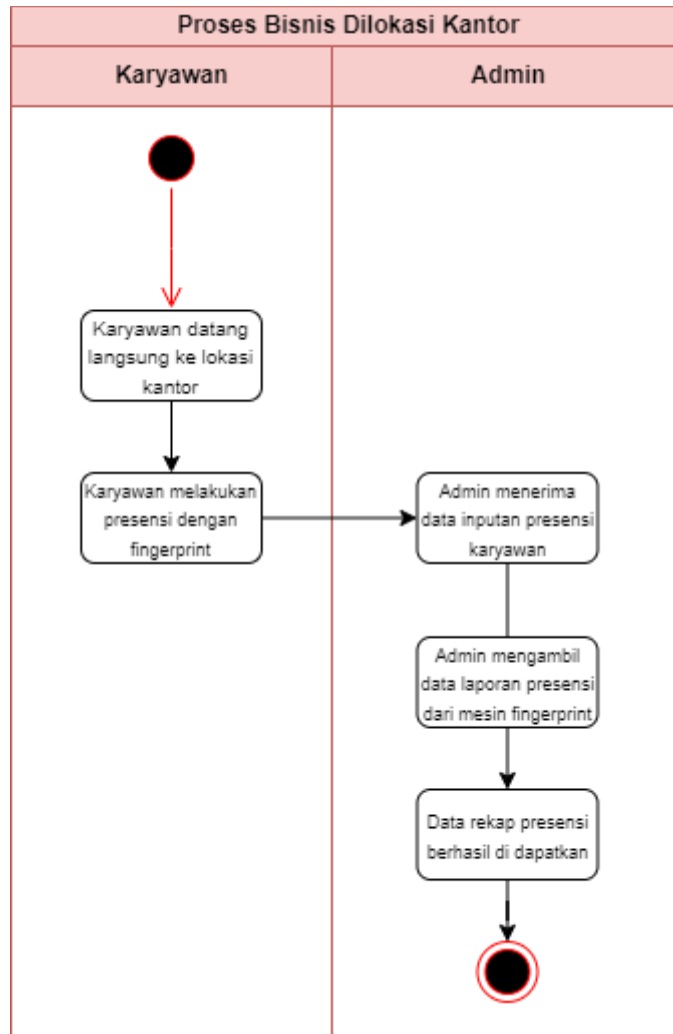 Proses Bisnis Dilokasi Kantor
Karyawan
Admin
Karyawan datang
langsung ke lokasi
kantor
Karyawan melakukan
presensi dengan
fingerprint
Admin menerima
data inputan presensi
karyawan
Admin mengambil
data laporan presensi
dari mesin fingerprint
Data rekap presensi
berhasil di dapatkan